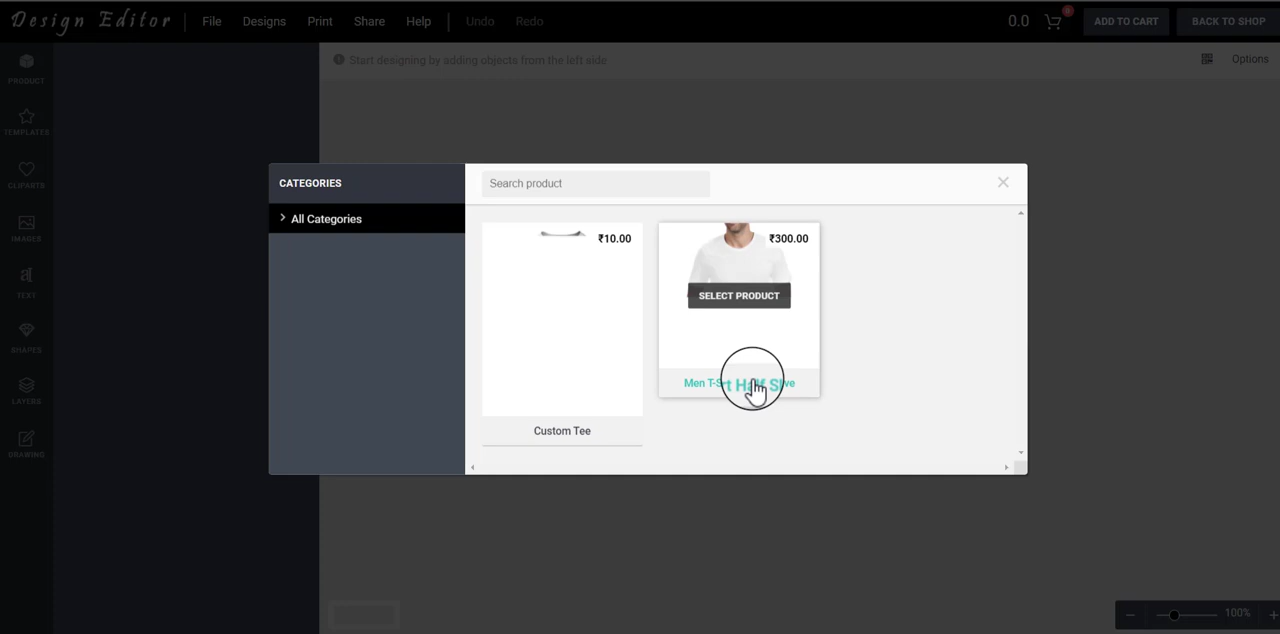 Design Editor File Designs Print Share Help Undo Redo 0.0 0 ADD TO CART BACK TO SHOP
Start designing by adding objects from the left side Options
PRODUCT
TEMPLATES
CLIPARTS
IMAGES
TEXT
SHAPES
LAYERS
DRAWING
CATEGORIES
All Categories
Search product
₹10.00
Custom Tee
₹300.00
SELECT PRODUCT
Men
100%